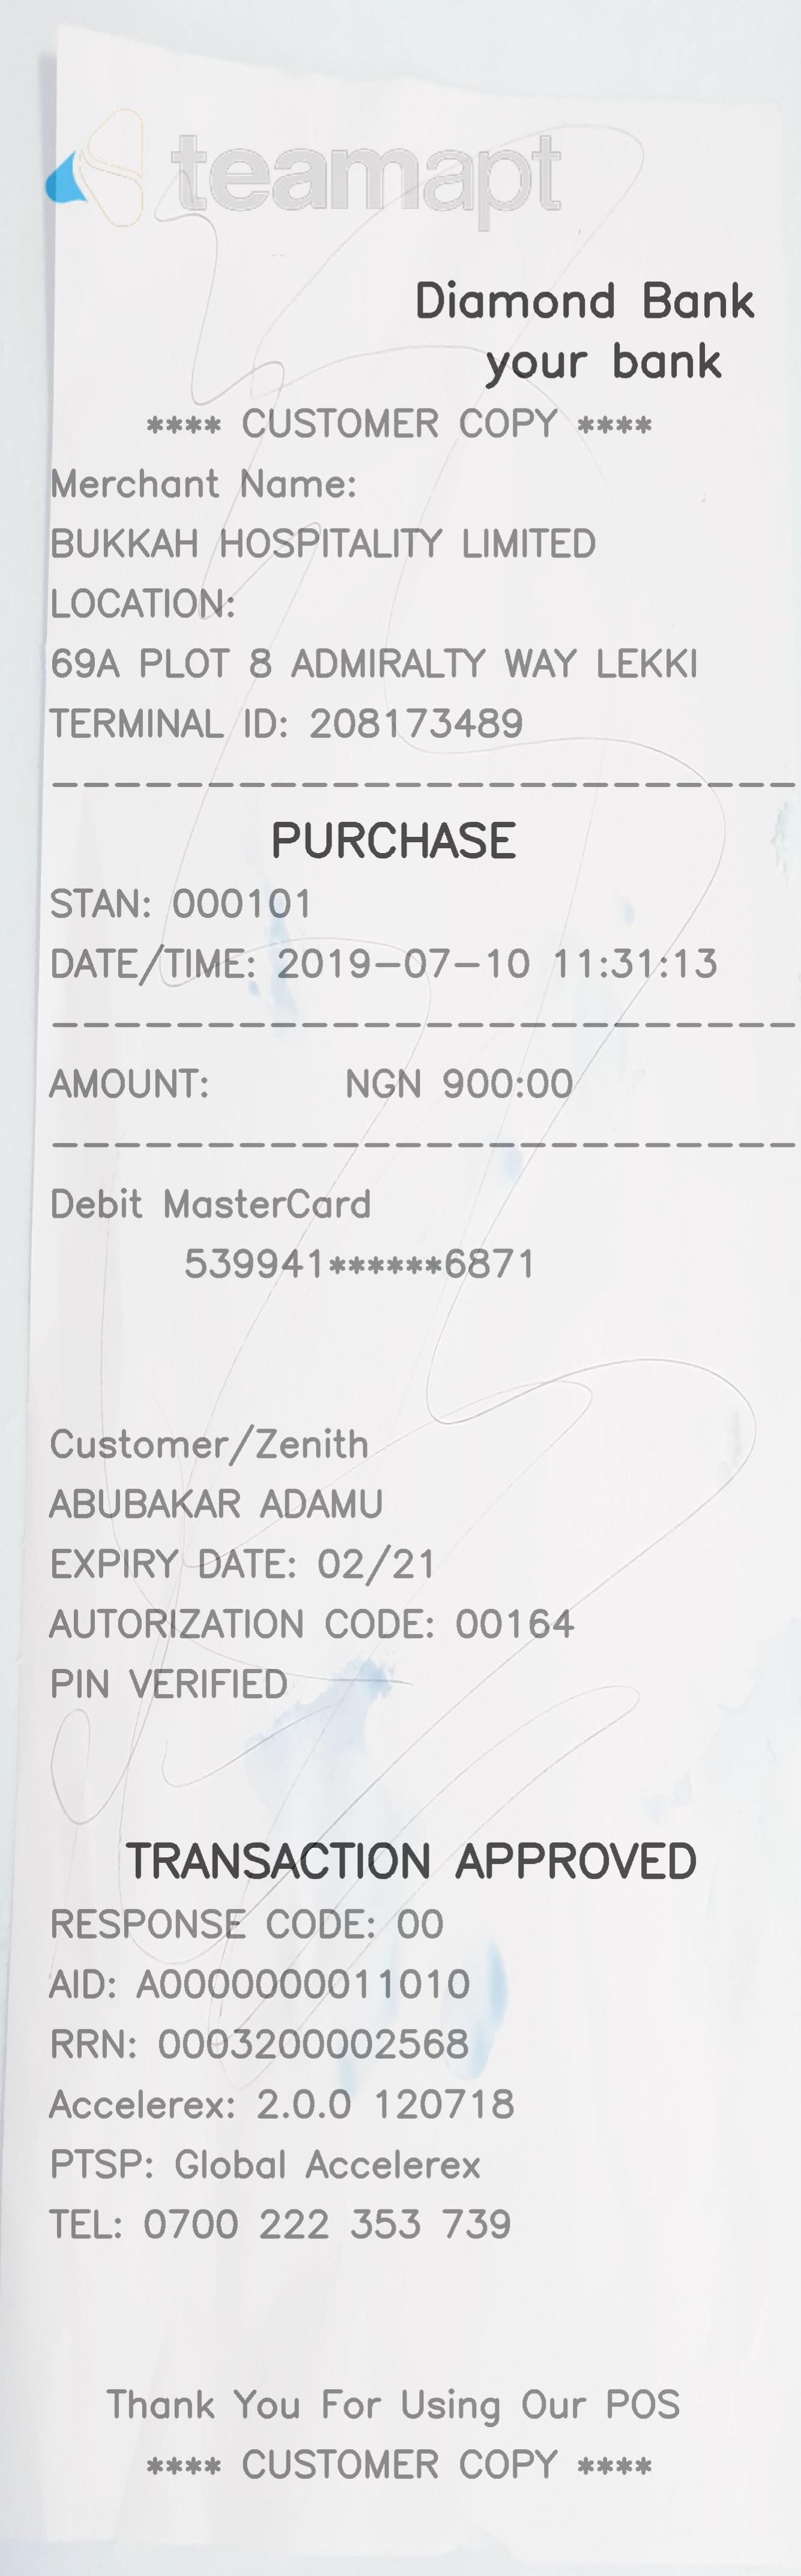 teamapt
Diamond Bank
your bank
**** CUSTOMER COPY ****
Merchant Name:
BUKKAH HOSPITALITY LIMITED
LOCATION:
69A PLOT 8 ADMIRALTY WAY LEKKI
TERMINAL ID: 208173489
------------------------
PURCHASE
STAN: 000101
DATE/TIME: 2019-07-10 11:31:13
------------------------
AMOUNT: NGN 900:00
------------------------
Debit MasterCard
539941******6871
Customer/Zenith
ABUBAKAR ADAMU
EXPIRY DATE: 02/21
AUTORIZATION CODE: 00164
PIN VERIFIED
TRANSACTION APPROVED
RESPONSE CODE: 00
AID: A0000000011010
RRN: 0003200002568
Accelerex: 2.0.0 120718
PTSP: Global Accelerex
TEL: 0700 222 353 739
Thank You For Using Our POS
**** CUSTOMER COPY ****